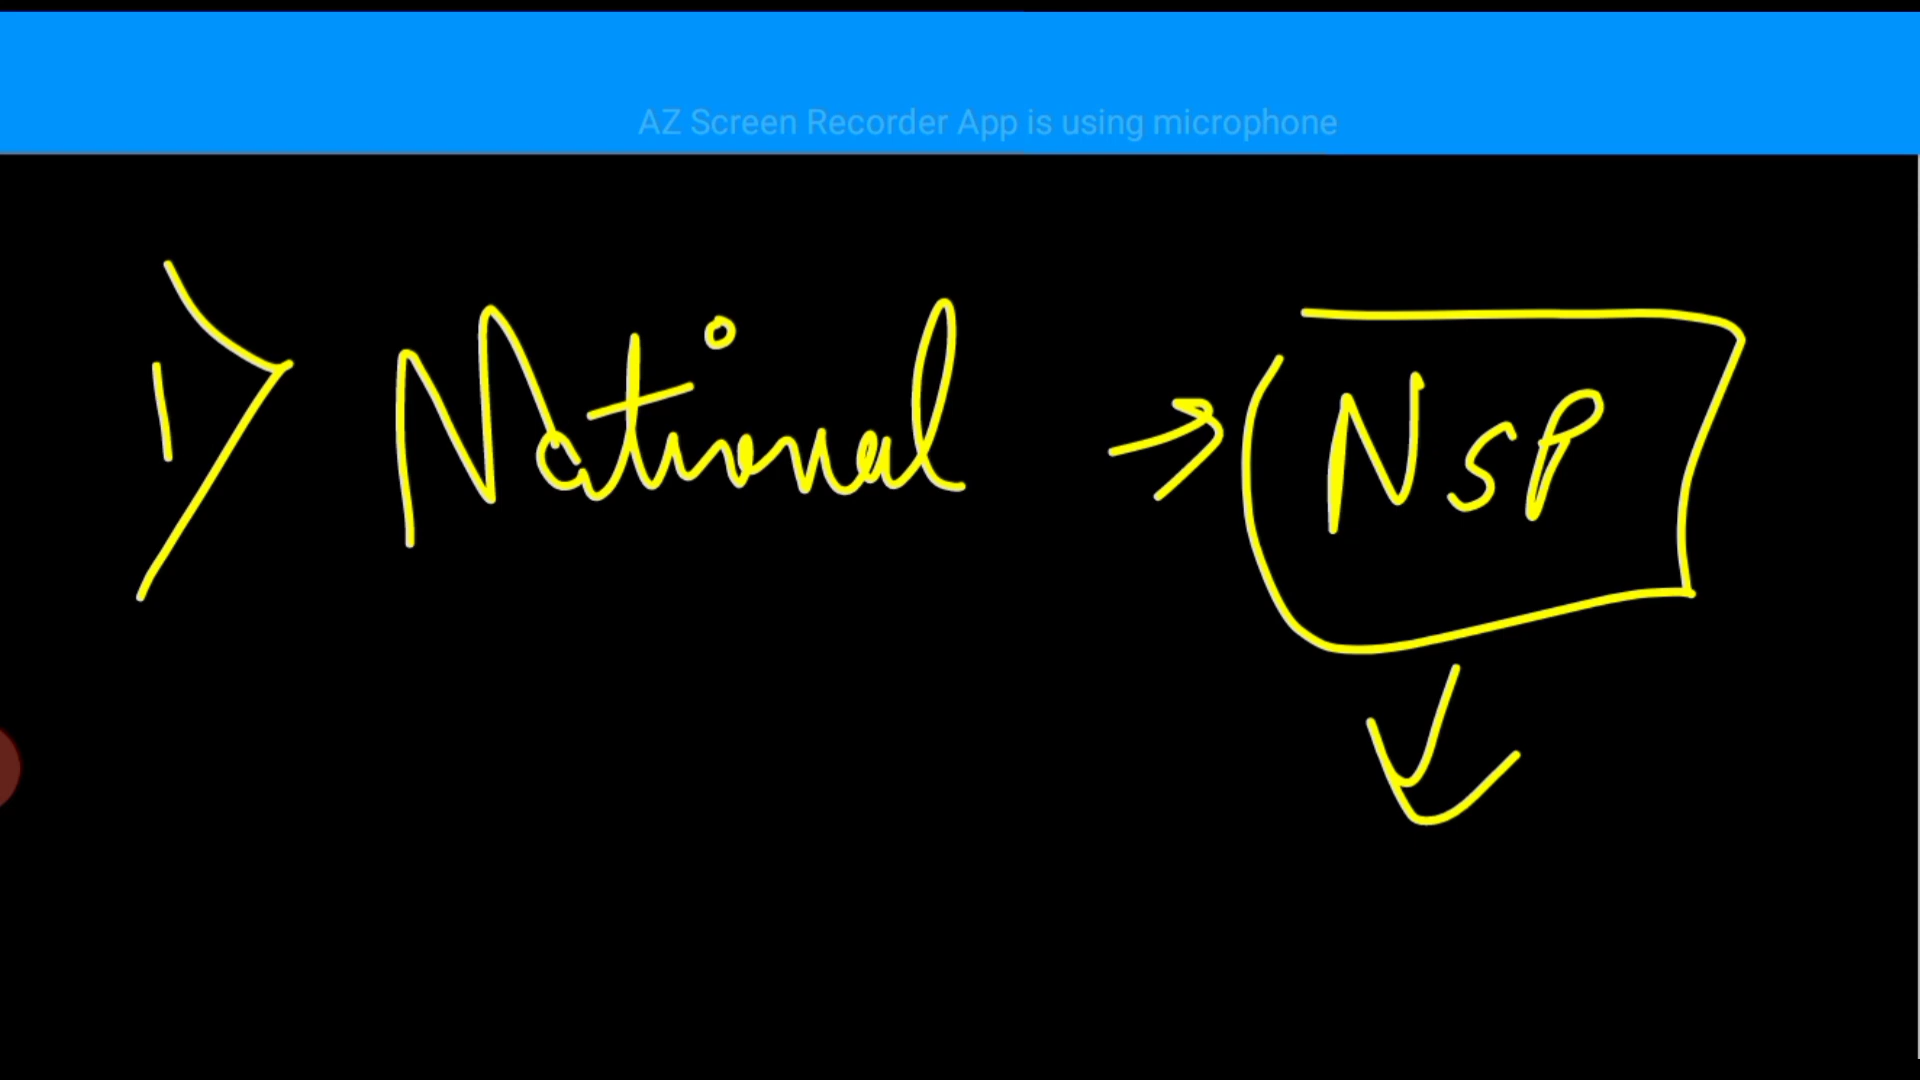 AZ Screen Recorder App is using microphone
1) National → NSP